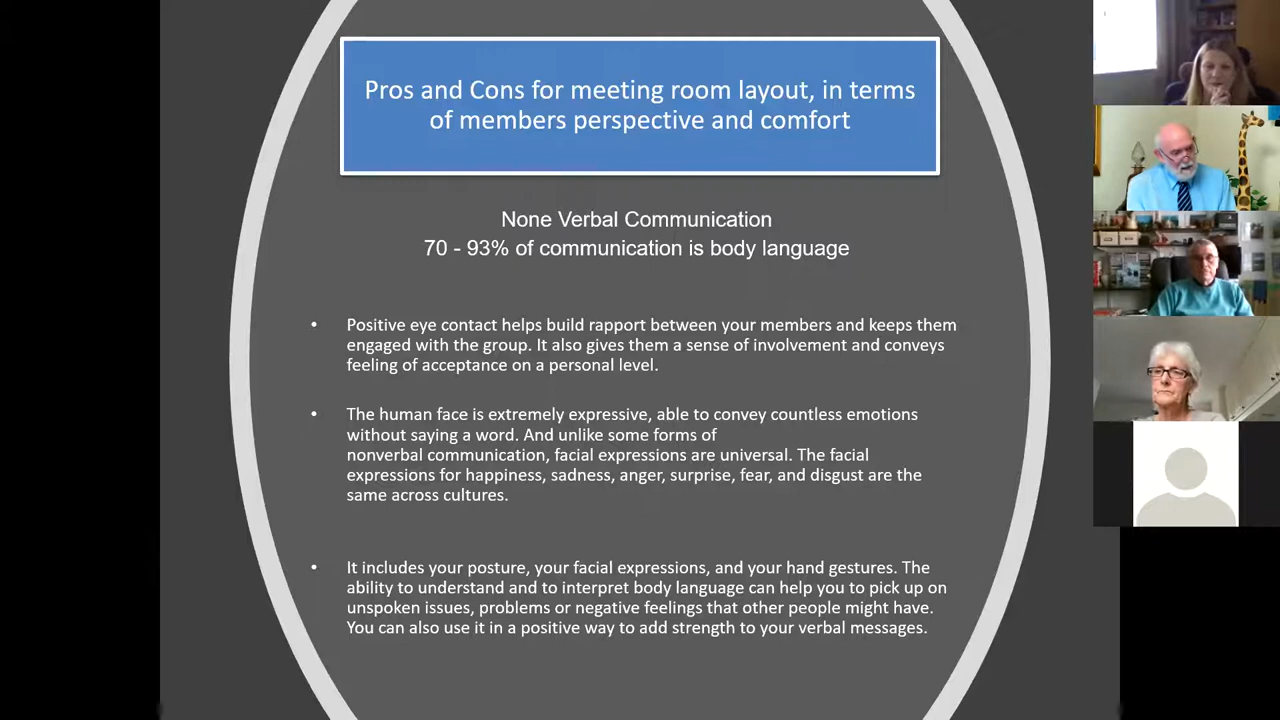 Pros and Cons for meeting room layout, in terms
of members perspective and comfort
None Verbal Communication
70 - 93% of communication is body language
• Positive eye contact helps build rapport between your members and keeps them
engaged with the group. It also gives them a sense of involvement and conveys
feeling of acceptance on a personal level.
• The human face is extremely expressive, able to convey countless emotions
without saying a word. And unlike some forms of
nonverbal communication, facial expressions are universal. The facial
expressions for happiness, sadness, anger, surprise, fear, and disgust are the
same across cultures.
• It includes your posture, your facial expressions, and your hand gestures. The
ability to understand and to interpret body language can help you to pick up on
unspoken issues, problems or negative feelings that other people might have.
You can also use it in a positive way to add strength to your verbal messages.